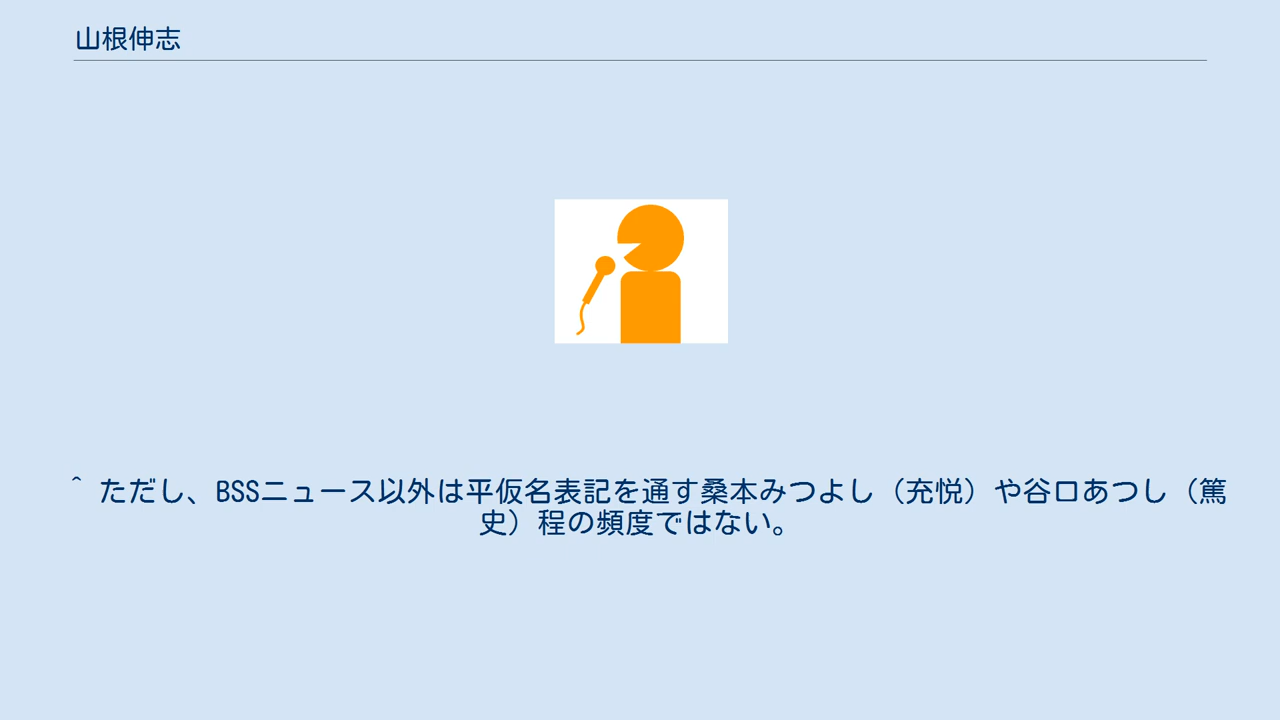 山根伸志
^ ただし、BSSニュース以外は平仮名表記を通す桑本みつよし（充悦）や谷口あつし（篤
史）程の頻度ではない。